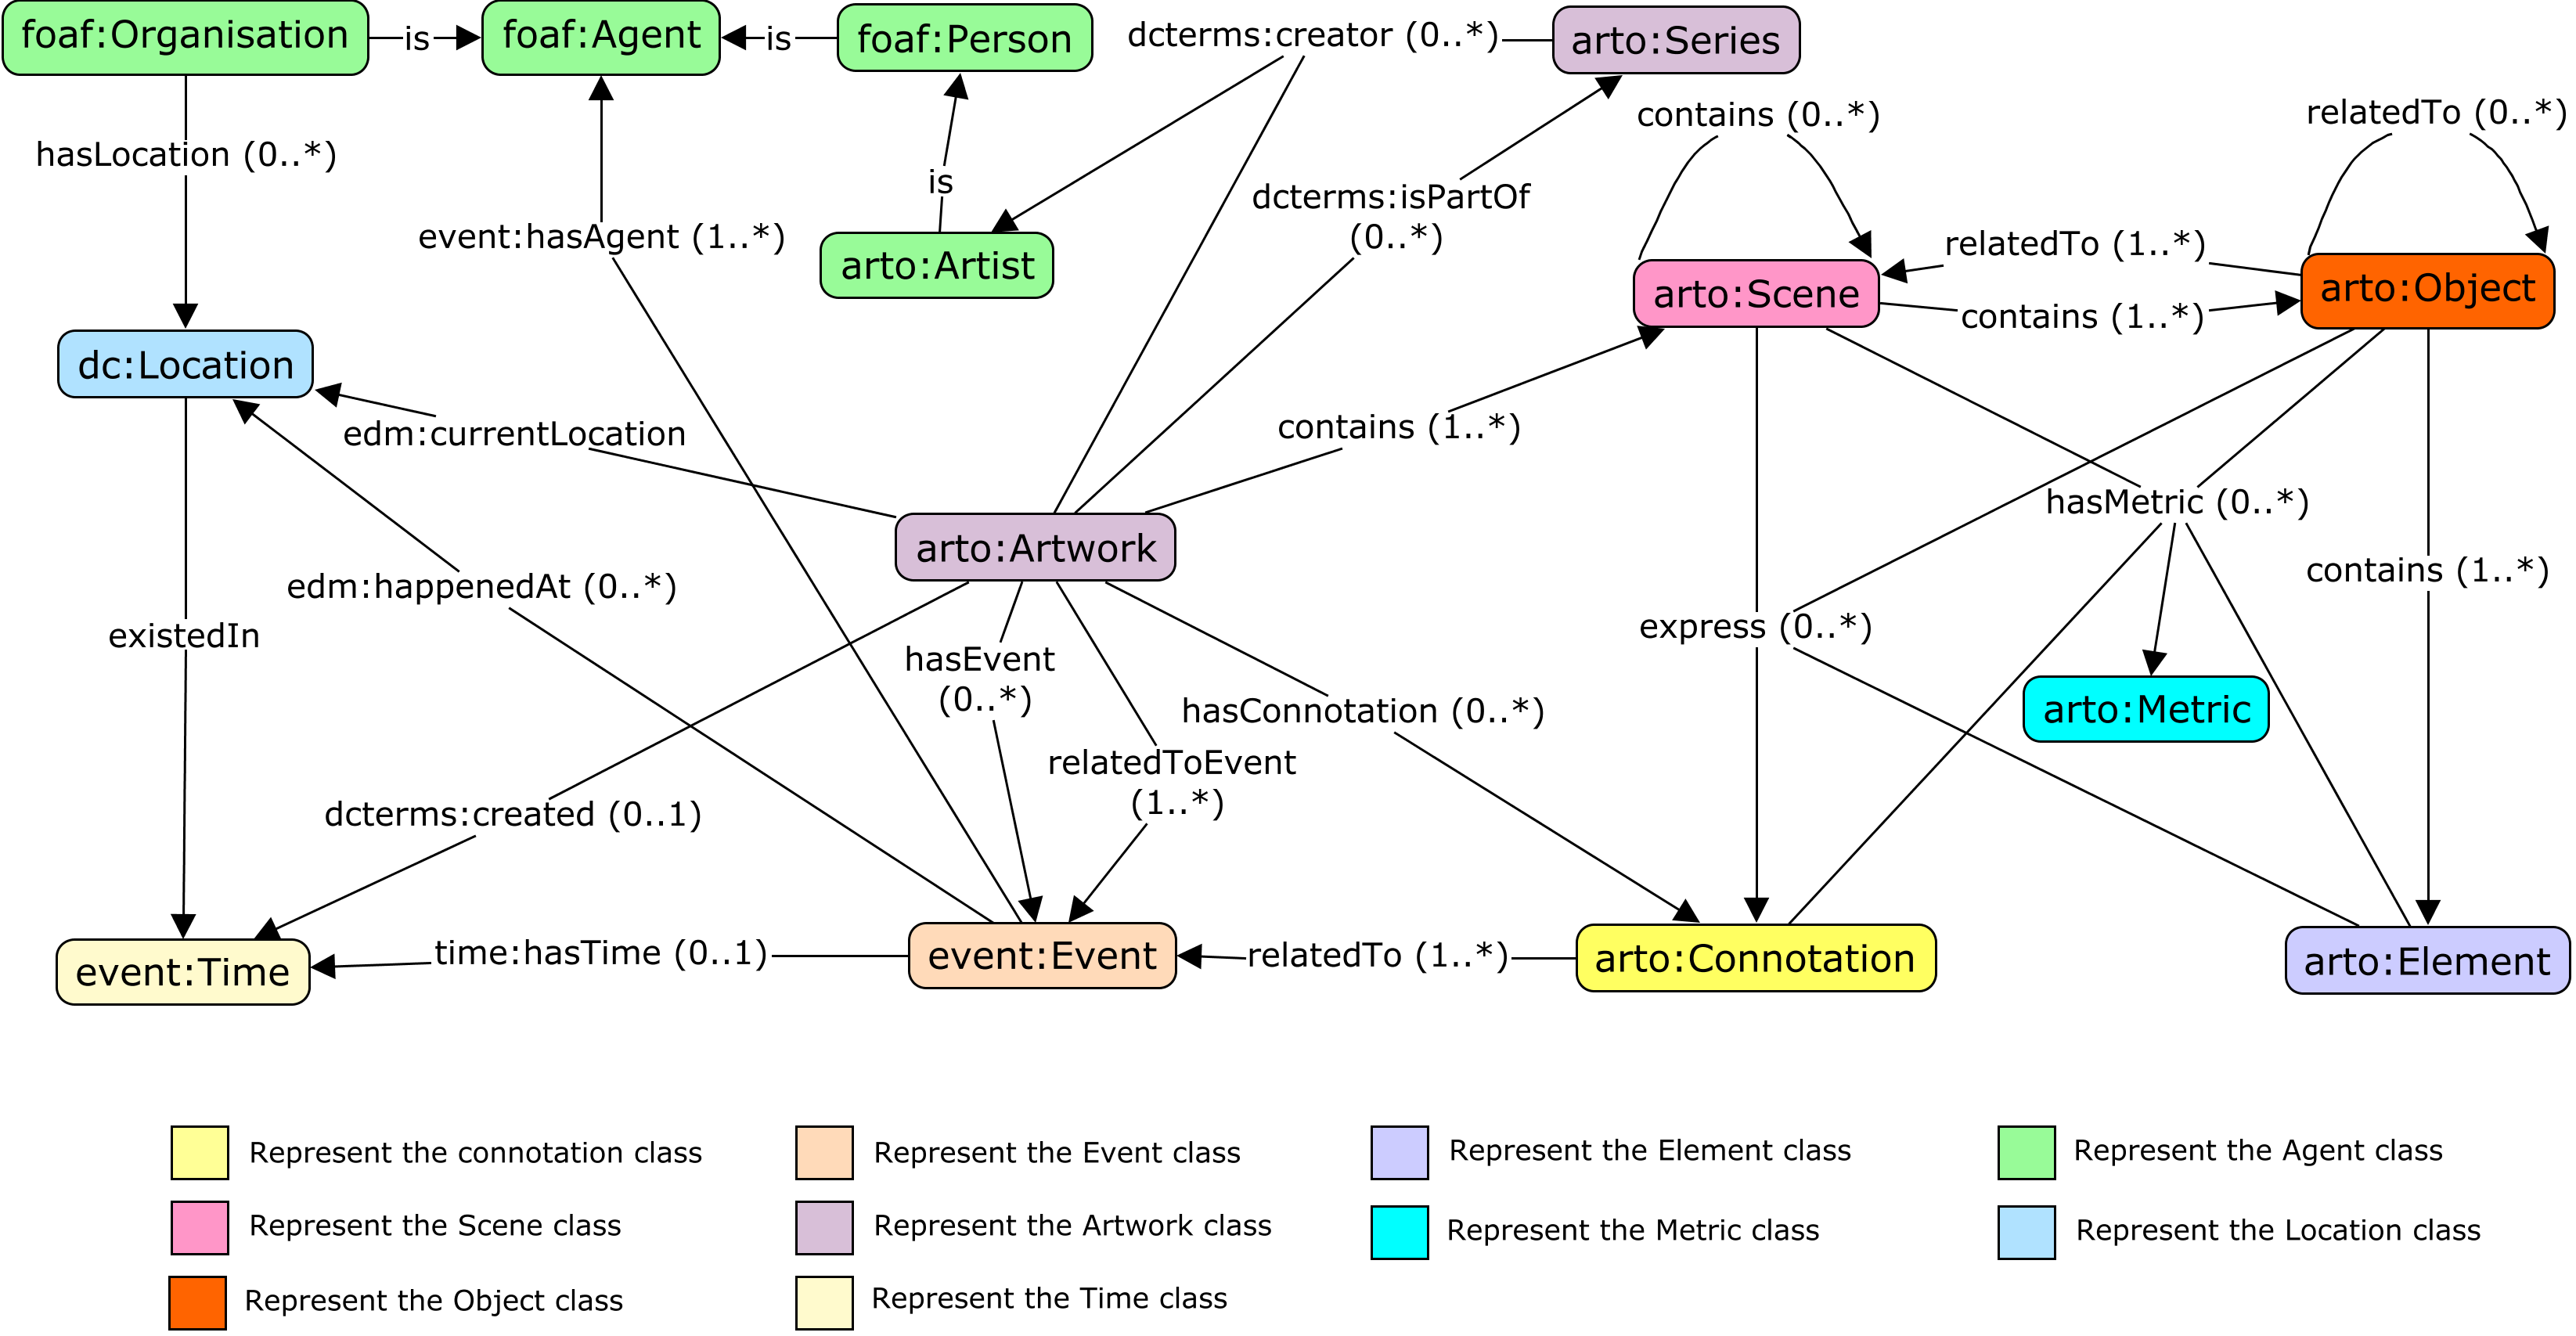 foaf:Organisation
is
foaf:Agent
is
foaf:Person
dcterms:creator (0..*)
arto:Series
contains (0..*)
relatedTo (0..*)
hasLocation (0..*)
is
dcterms:isPartOf
(0..*)
event:hasAgent (1..*)
arto:Artist
relatedTo (1..*)
arto:Scene
arto:Object
contains (1..*)
dc:Location
edm:currentLocation
contains (1..*)
hasMetric (0..*)
arto:Artwork
contains (1..*)
edm:happenedAt (0..*)
existedIn
express (0..*)
hasEvent
(0..*)
hasConnotation (0..*)
arto:Metric
relatedToEvent
(1..*)
dcterms:created (0..1)
time:hasTime (0..1)
event:Event
relatedTo (1..*)
arto:Connotation
arto:Element
event:Time
Represent the connotation class
Represent the Event class
Represent the Element class
Represent the Agent class
Represent the Scene class
Represent the Artwork class
Represent the Metric class
Represent the Location class
Represent the Object class
Represent the Time class